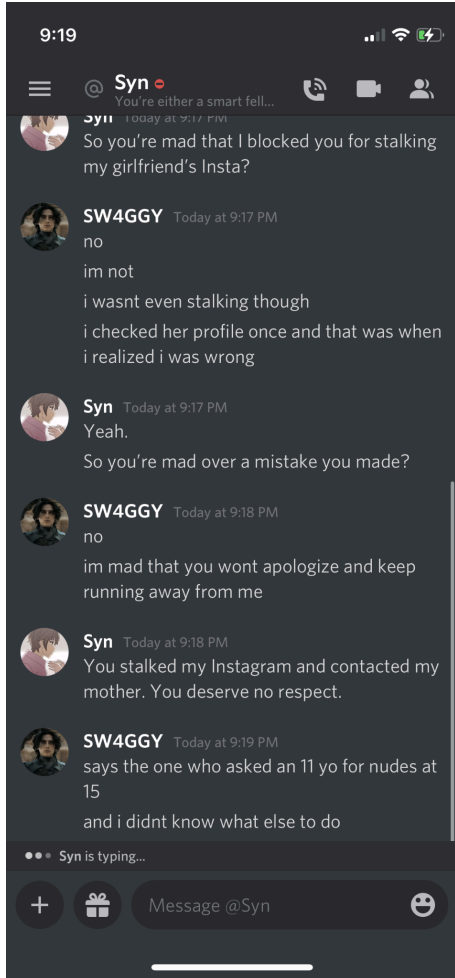 9:19
@ Syn
You're either a smart fell...
Syn Today at 9:17 PM
So you're mad that I blocked you for stalking
my girlfriend's Insta?
SW4GGY Today at 9:17 PM
no
im not
i wasnt even stalking though
i checked her profile once and that was when
i realized i was wrong
Syn Today at 9:17 PM
Yeah.
So you're mad over a mistake you made?
SW4GGY Today at 9:18 PM
no
im mad that you wont apologize and keep
running away from me
Syn Today at 9:18 PM
You stalked my Instagram and contacted my
mother. You deserve no respect.
SW4GGY Today at 9:19 PM
says the one who asked an 11 yo for nudes at
15
and i didnt know what else to do
Syn is typing...
Message @Syn